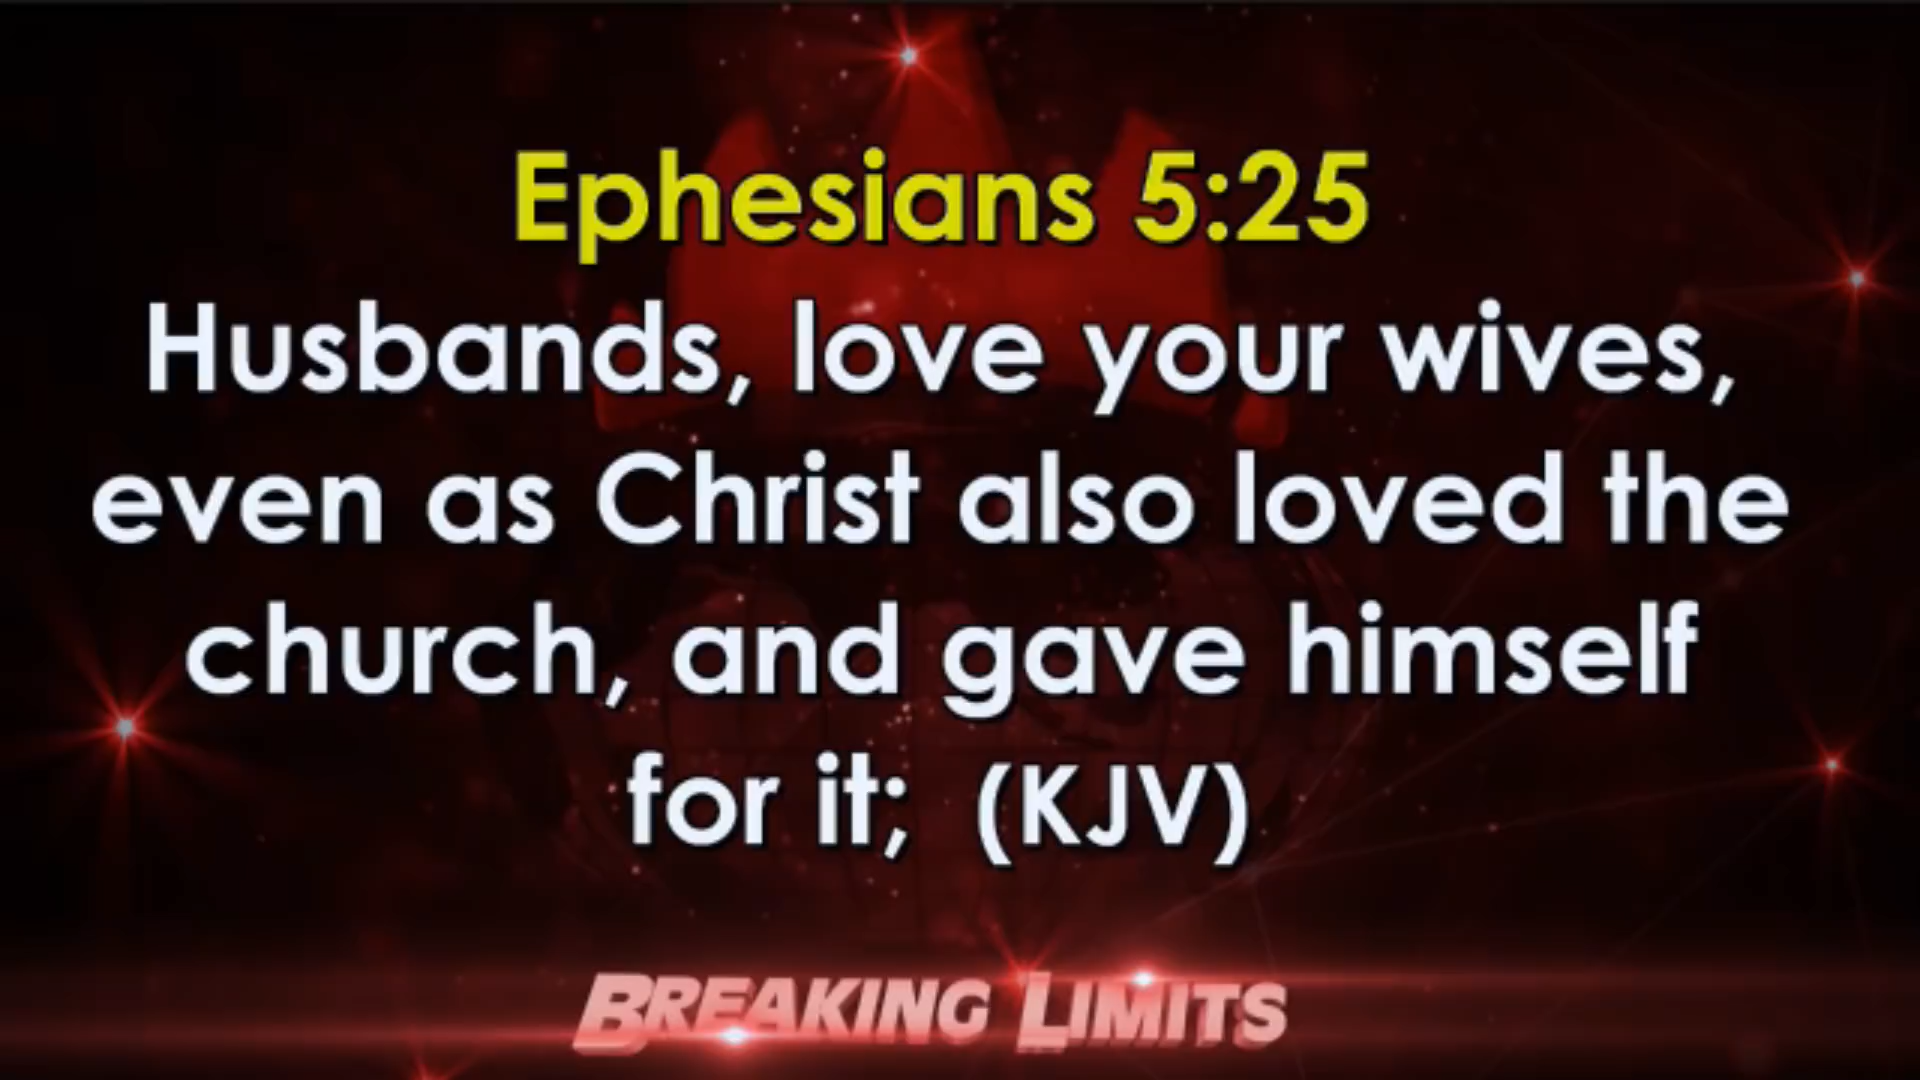 Ephesians 5:25
Husbands, love your wives,
even as Christ also loved the
church, and gave himself
for it; (KJV)
BREAKING LIMITS